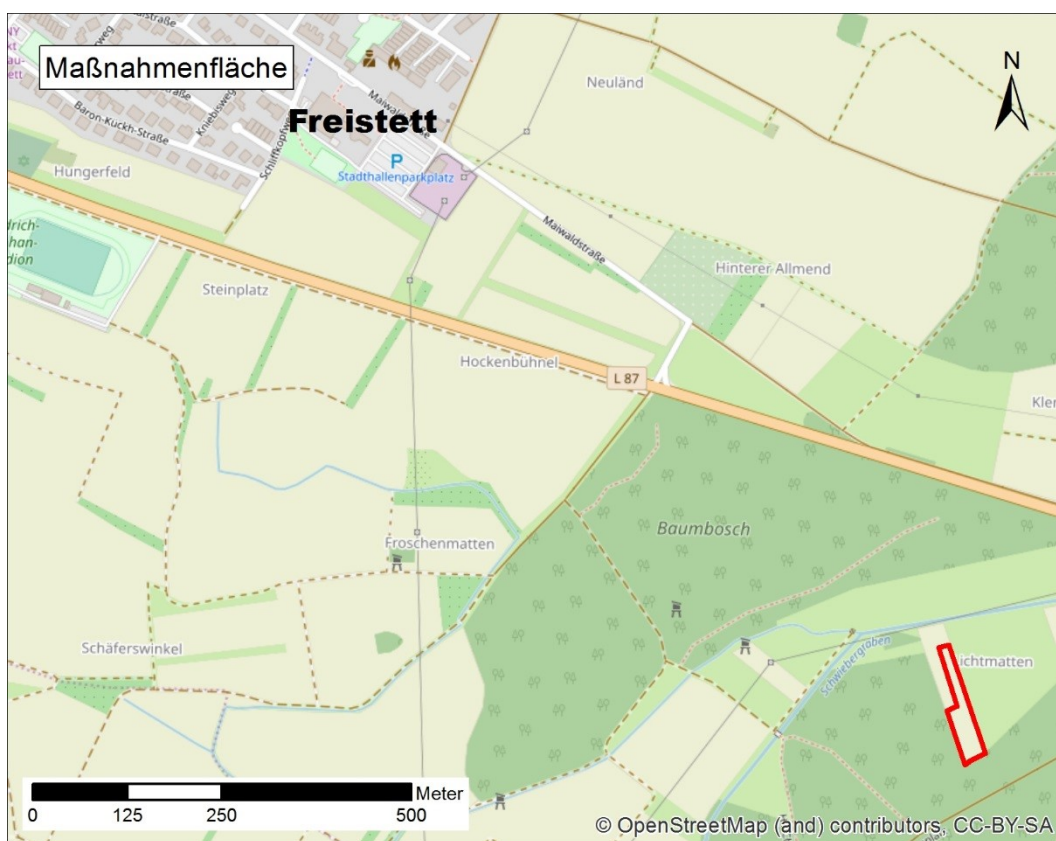 Maßnahmenfläche
Freistett
N
Baron-Kuckh-Straße
Kniebisweg
Maiwaldstraße
P
Stadthallenparkplatz
Neuländ
Hungerfeld
Steinplatz
Maiwaldstraße
Hinterer Allmend
Hockenbühnel
L 87
Baumbosch
Froschenmatten
Schäferswinkel
Schwiebergraben
ichtmatten
0 125 250 500 Meter
© OpenStreetMap (and) contributors, CC-BY-SA